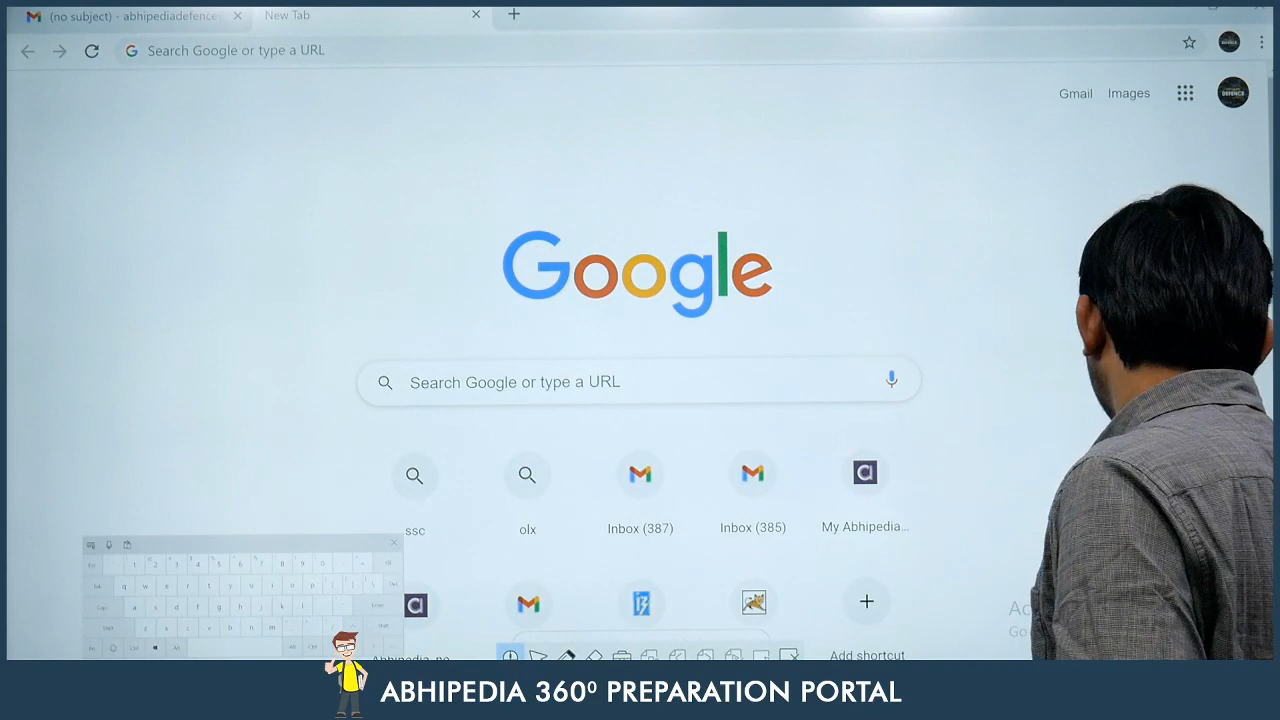 (no subject) - abhipediadefence
New Tab
Search Google or type a URL
Gmail Images
DEFENCE
Google
Search Google or type a URL
ssc
olx
Inbox (387)
Inbox (385)
My Abhipedia...
Add shortcut
ABHIPEDIA 360⁰ PREPARATION PORTAL